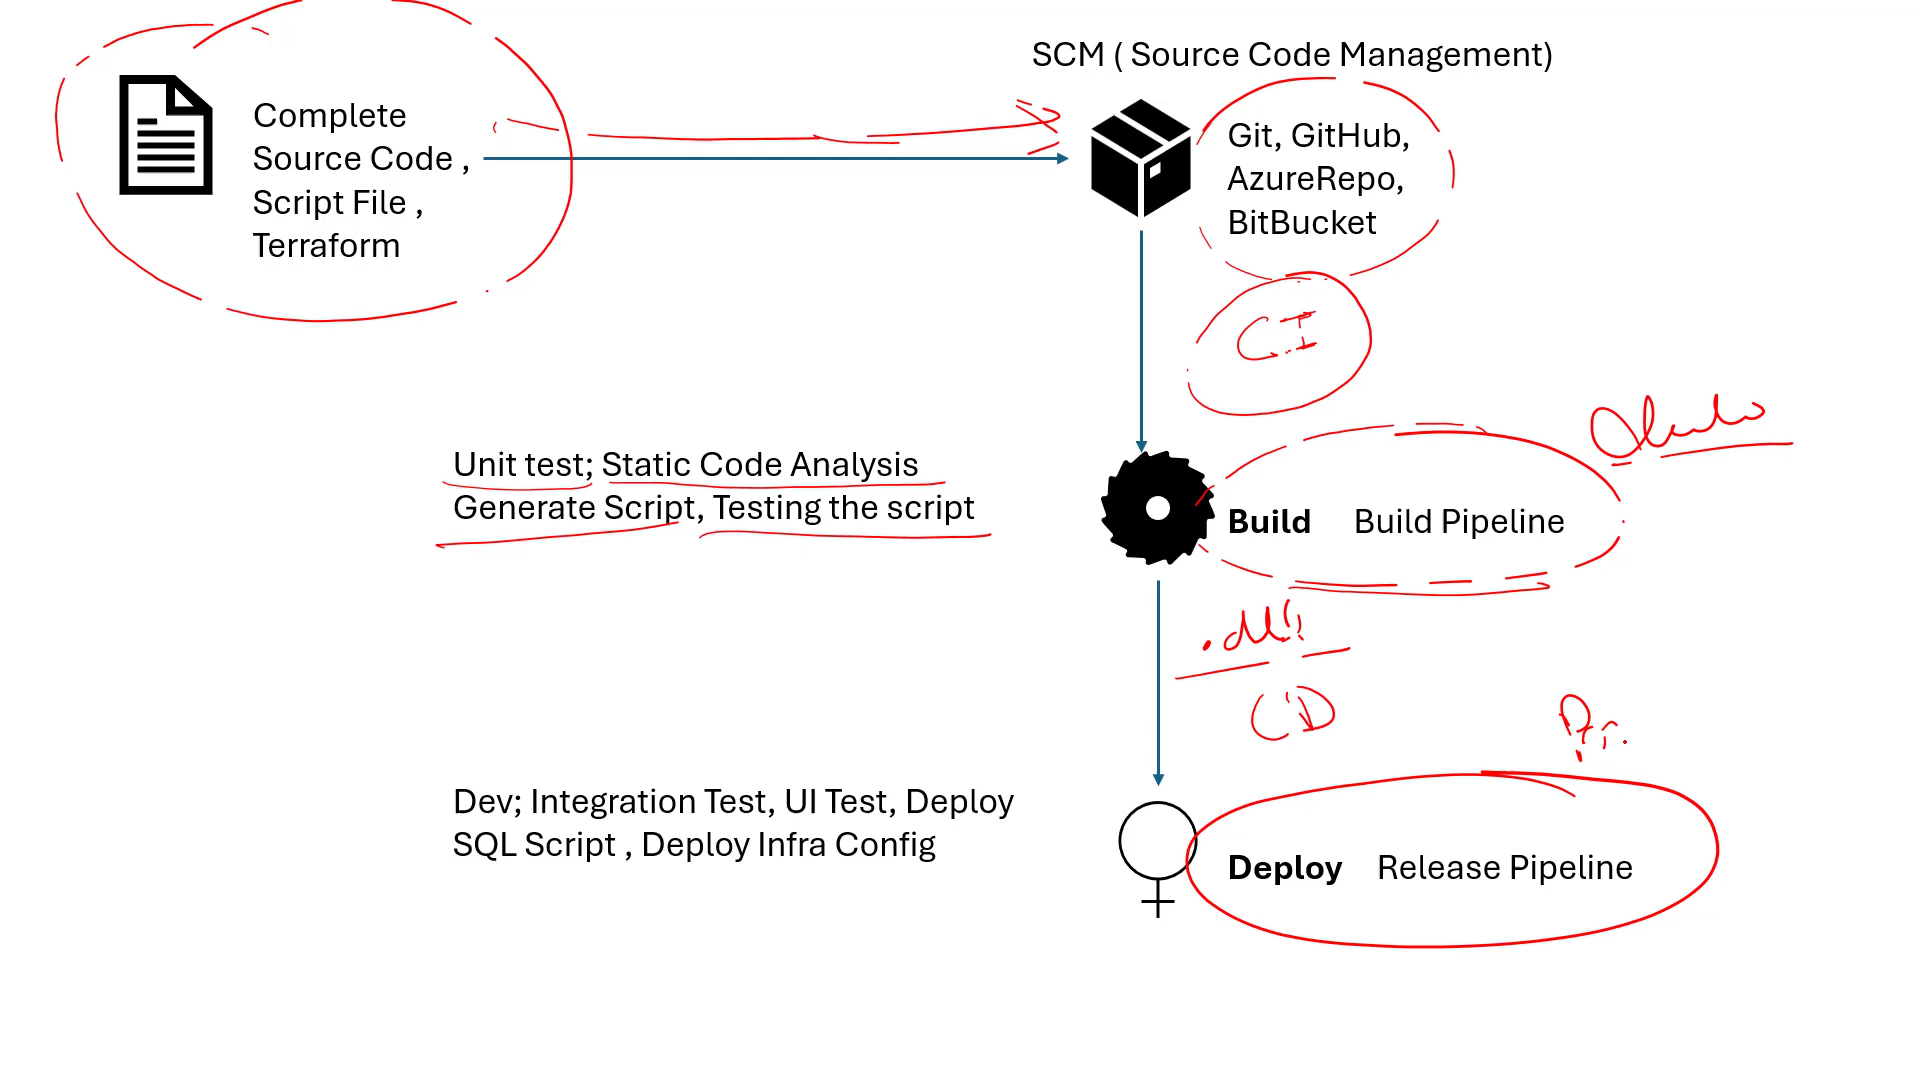 SCM ( Source Code Management)
Complete
Source Code ,
Script File ,
Terraform
Git, GitHub,
AzureRepo,
BitBucket
CI
Unit test; Static Code Analysis
Generate Script, Testing the script
Build Build Pipeline
.dll
CD
Dev; Integration Test, UI Test, Deploy
SQL Script , Deploy Infra Config
Deploy Release Pipeline